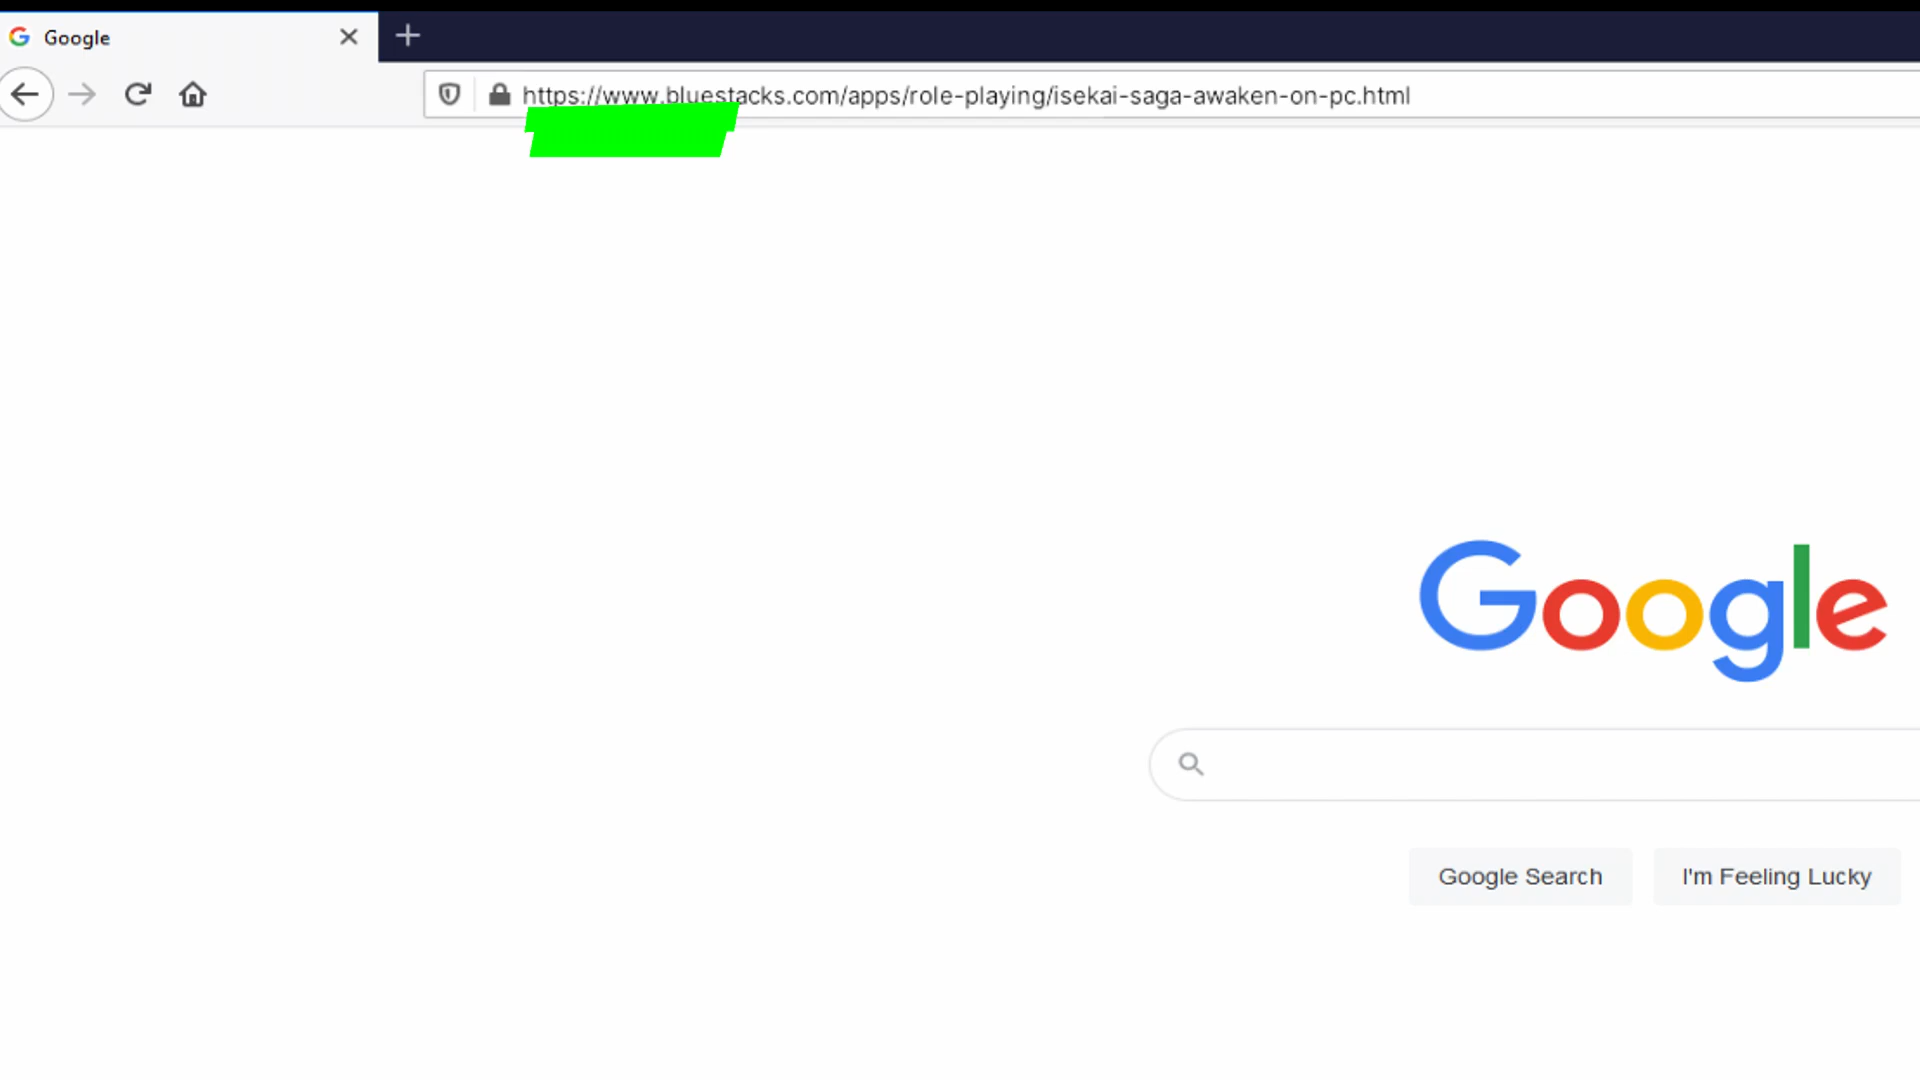 Google
https://www.bluestacks.com/apps/role-playing/isekai-saga-awaken-on-pc.html
Google
Google Search
I'm Feeling Lucky